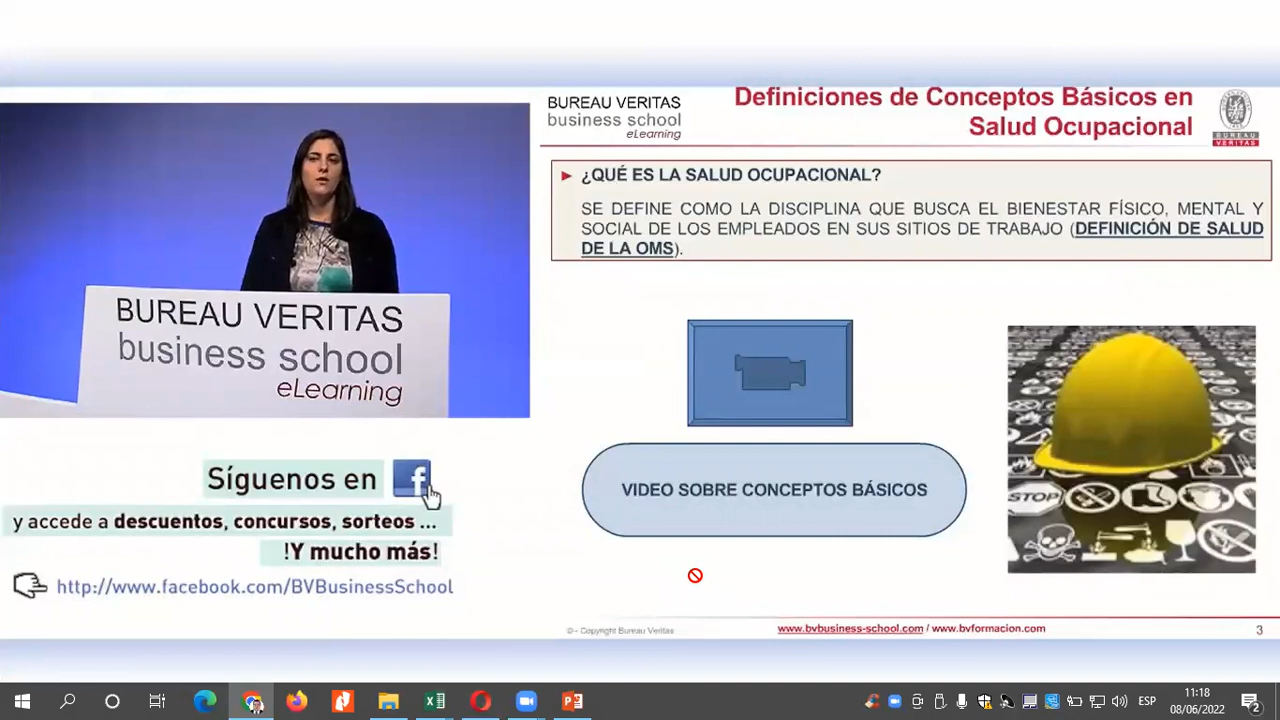 BUREAU VERITAS
business school
eLearning
Síguenos en
y accede a descuentos, concursos, sorteos ...
!Y mucho más!
http://www.facebook.com/BVBusinessSchool
BUREAU VERITAS
business school
eLearning
Definiciones de Conceptos Básicos en
Salud Ocupacional
BUREAU
VERITAS
¿QUÉ ES LA SALUD OCUPACIONAL?
SE DEFINE COMO LA DISCIPLINA QUE BUSCA EL BIENESTAR FÍSICO, MENTAL Y
SOCIAL DE LOS EMPLEADOS EN SUS SITIOS DE TRABAJO (DEFINICIÓN DE SALUD
DE LA OMS).
VIDEO SOBRE CONCEPTOS BÁSICOS
STOP
© - Copyright Bureau Veritas
www.bvbusiness-school.com / www.bvformacion.com
3
ESP
11:18
08/06/2022
2